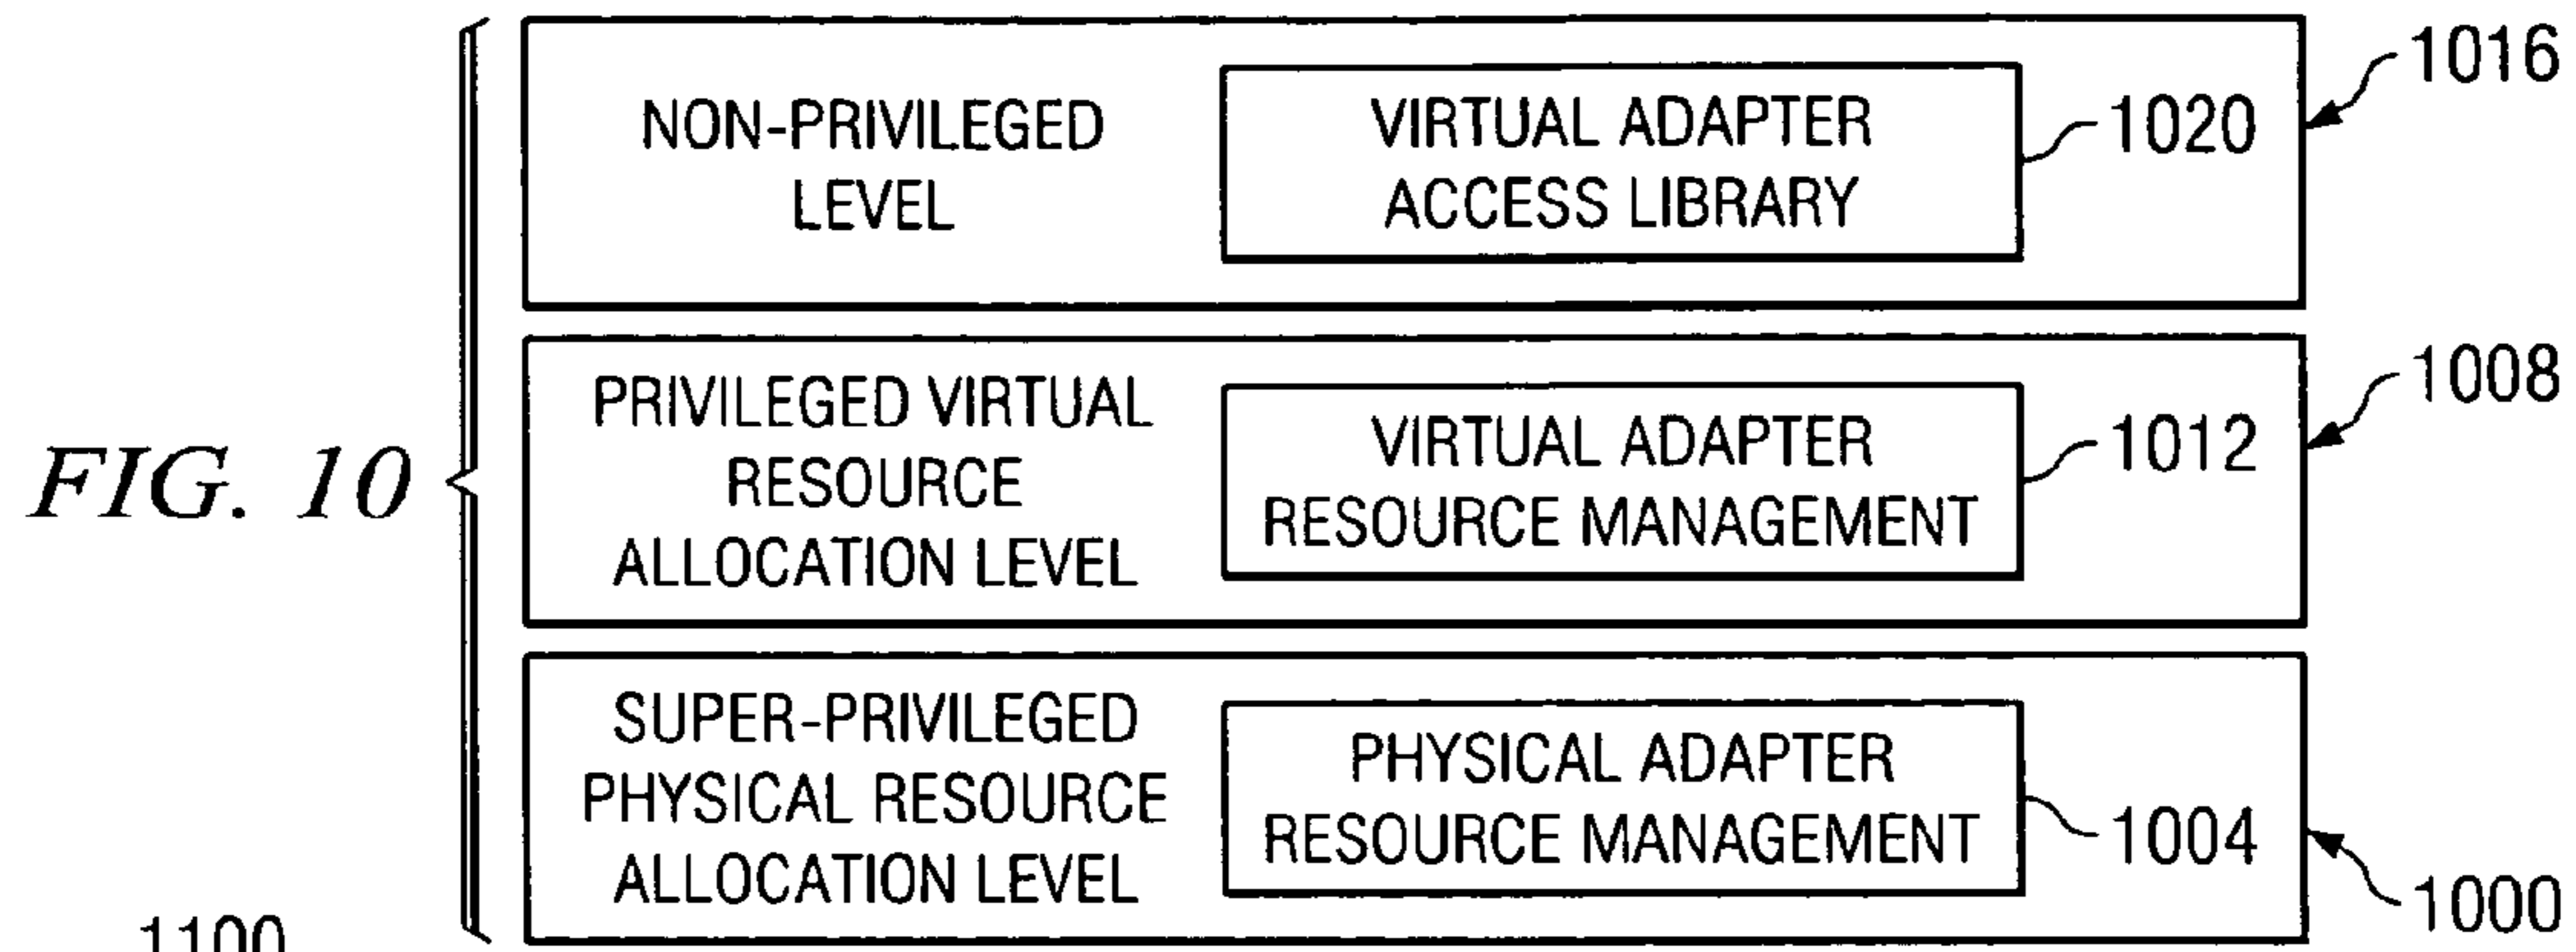 FIG. 10
NON-PRIVILEGED
LEVEL
VIRTUAL ADAPTER
ACCESS LIBRARY
1020
1016
PRIVILEGED VIRTUAL
RESOURCE
ALLOCATION LEVEL
VIRTUAL ADAPTER
RESOURCE MANAGEMENT
1012
1008
SUPER-PRIVILEGED
PHYSICAL RESOURCE
ALLOCATION LEVEL
PHYSICAL ADAPTER
RESOURCE MANAGEMENT
1004
1000
1100